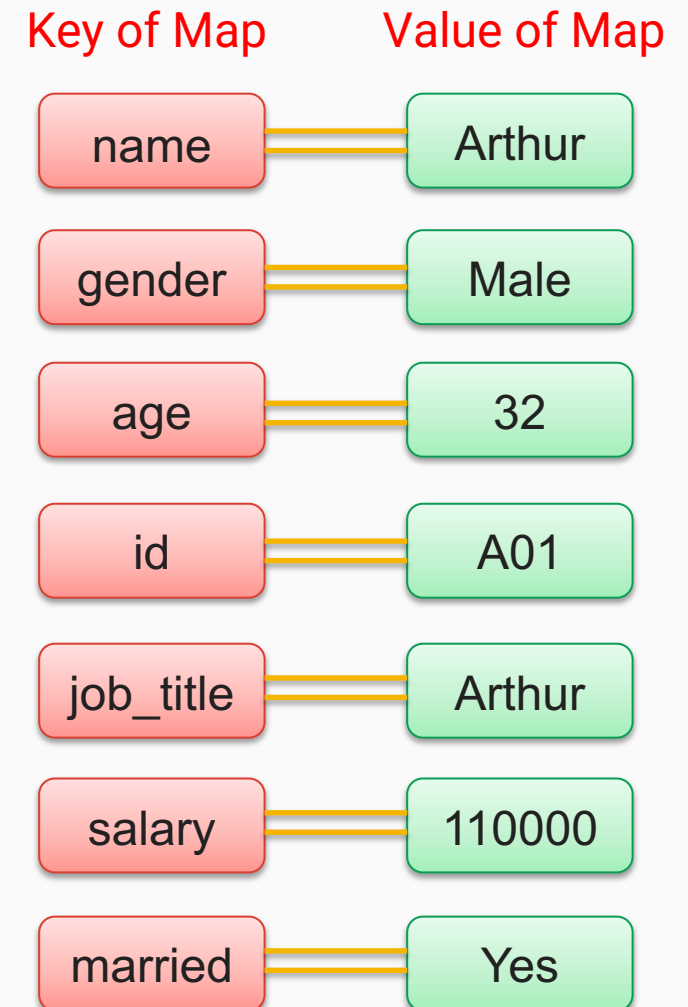 Key of Map Value of Map
name Arthur
gender Male
age 32
id A01
job_title Arthur
salary 110000
married Yes